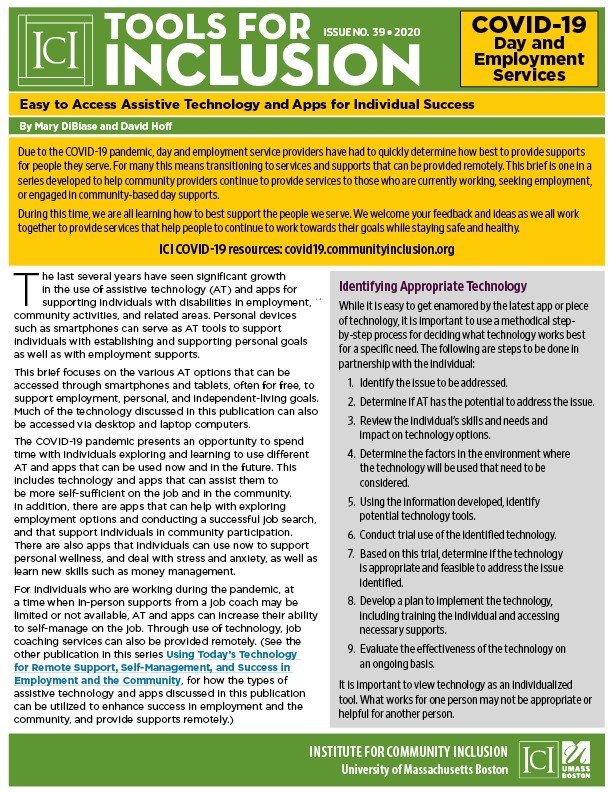 ICI
TOOLS FOR
INCLUSION
ISSUE NO. 39 • 2020
COVID-19
Day and
Employment
Services
Easy to Access Assistive Technology and Apps for Individual Success
By Mary DiBiase and David Hoff
Due to the COVID-19 pandemic, day and employment service providers have had to quickly determine how best to provide supports
for people they serve. For many this means transitioning to services and supports that can be provided remotely. This brief is one in a
series developed to help community providers continue to provide services to those who are currently working, seeking employment,
or engaged in community-based day supports.
During this time, we are all learning how to best support the people we serve. We welcome your feedback and ideas as we all work
together to provide services that help people to continue to work towards their goals while staying safe and healthy.
ICI COVID-19 resources: covid19.communityinclusion.org
The last several years have seen significant growth
in the use of assistive technology (AT) and apps for
supporting individuals with disabilities in employment,
community activities, and related areas. Personal devices
such as smartphones can serve as AT tools to support
individuals with establishing and supporting personal goals
as well as with employment supports.
This brief focuses on the various AT options that can be
accessed through smartphones and tablets, often for free, to
support employment, personal, and independent-living goals.
Much of the technology discussed in this publication can also
be accessed via desktop and laptop computers.
The COVID-19 pandemic presents an opportunity to spend
time with individuals exploring and learning to use different
AT and apps that can be used now and in the future. This
includes technology and apps that can assist them to
be more self-sufficient on the job and in the community.
In addition, there are apps that can help with exploring
employment options and conducting a successful job search,
and that support individuals in community participation.
There are also apps that individuals can use now to support
personal wellness, and deal with stress and anxiety, as well as
learn new skills such as money management.
For individuals who are working during the pandemic, at
a time when in-person supports from a job coach may be
limited or not available, AT and apps can increase their ability
to self-manage on the job. Through use of technology, job
coaching services can also be provided remotely. (See the
other publication in this series Using Today's Technology
for Remote Support, Self-Management, and Success in
Employment and the Community, for how the types of
assistive technology and apps discussed in this publication
can be utilized to enhance success in employment and the
community, and provide supports remotely.)
Identifying Appropriate Technology
While it is easy to get enamored by the latest app or piece
of technology, it is important to use a methodical step-
by-step process for deciding what technology works best
for a specific need. The following are steps to be done in
partnership with the individual:
1. Identify the issue to be addressed.
2. Determine if AT has the potential to address the issue.
3. Review the individual's skills and needs and
impact on technology options.
4. Determine the factors in the environment where
the technology will be used that need to be
considered.
5. Using the information developed, identify
potential technology tools.
6. Conduct trial use of the identified technology.
7. Based on this trial, determine if the technology
is appropriate and feasible to address the issue
identified.
8. Develop a plan to implement the technology,
including training the individual and accessing
necessary supports.
9. Evaluate the effectiveness of the technology on
an ongoing basis.
It is important to view technology as an individualized
tool. What works for one person may not be appropriate or
helpful for another person.
INSTITUTE FOR COMMUNITY INCLUSION
University of Massachusetts Boston
ICI
UMASS
BOSTON